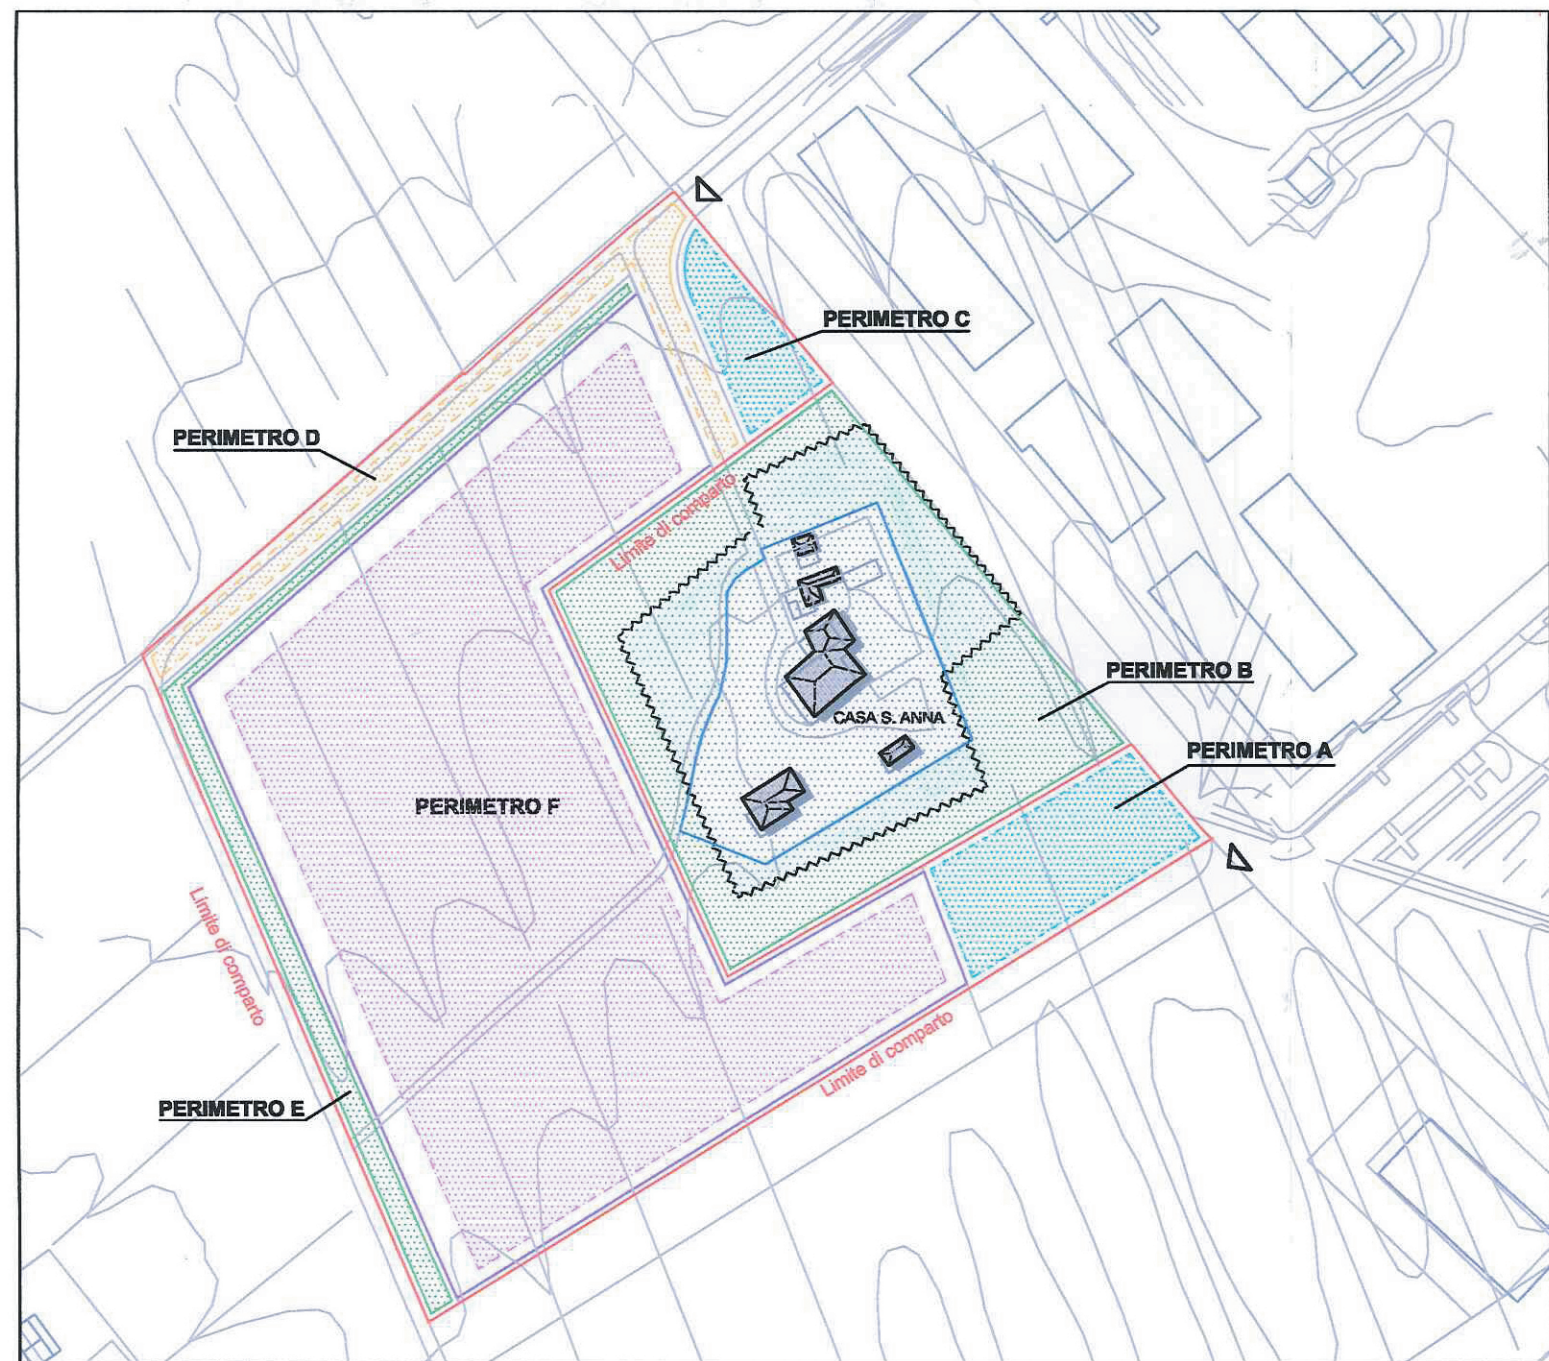 PERIMETRO C
PERIMETRO D
Limite di comparto
PERIMETRO B
CASA S. ANNA
PERIMETRO A
PERIMETRO F
Limite di comparto
Limite di comparto
PERIMETRO E